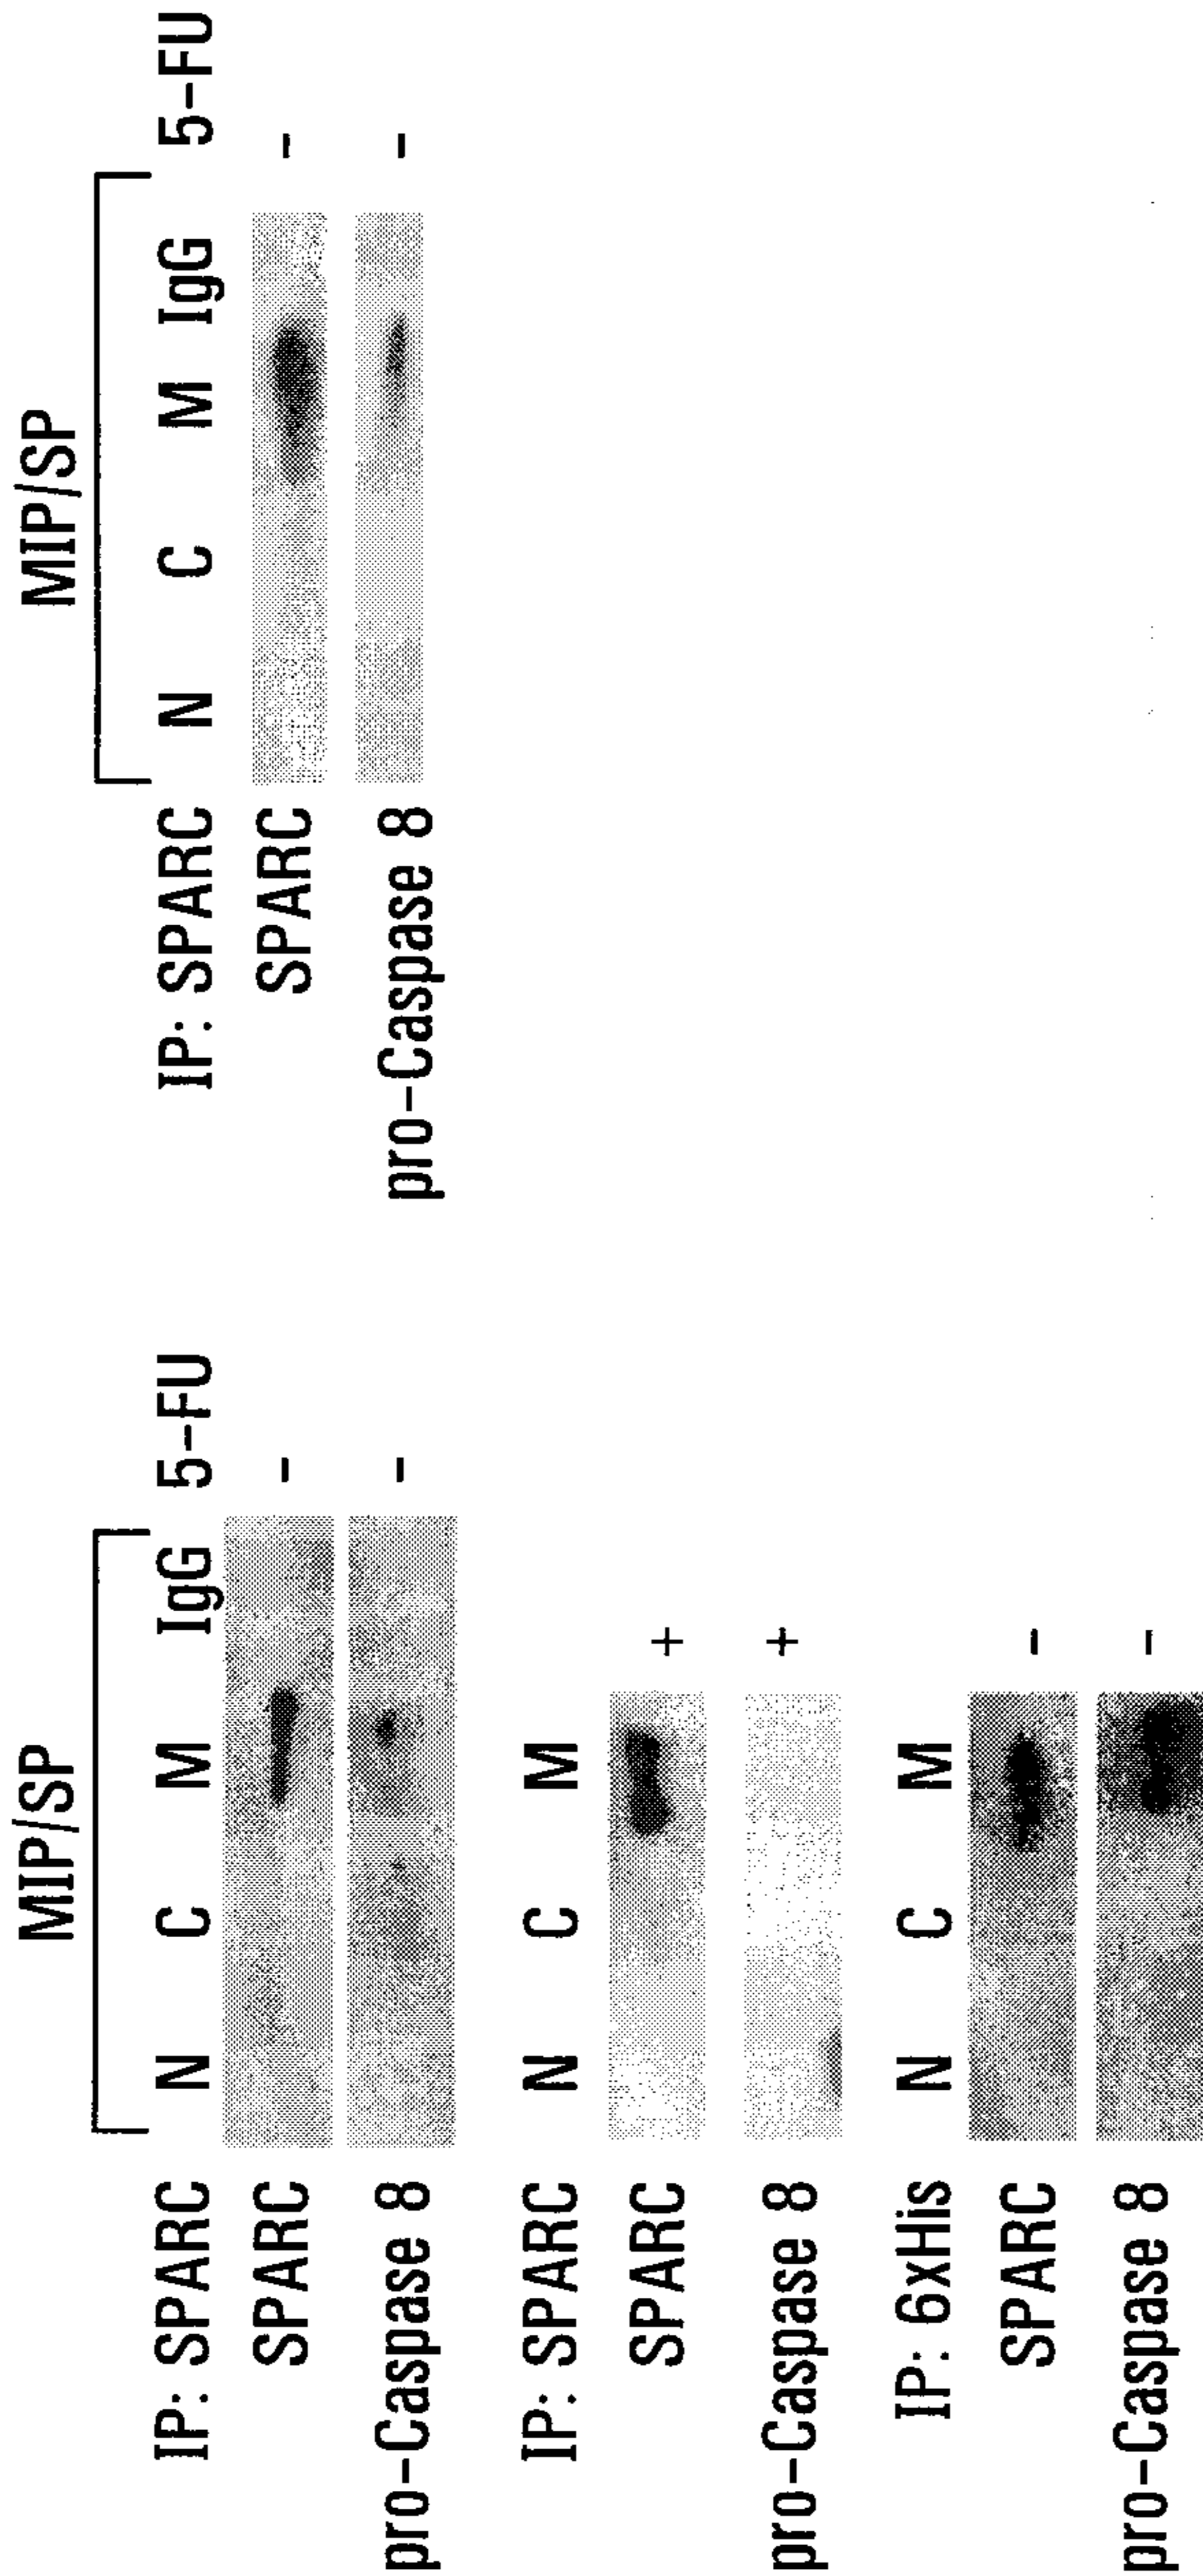 MIP/SP
IP: SPARC N C M IgG 5-FU
SPARC -
pro-Caspase 8 -
IP: SPARC N C M
SPARC +
pro-Caspase 8 +
IP: 6xHis N C M
SPARC -
pro-Caspase 8 -
MIP/SP
IP: SPARC N C M IgG 5-FU
SPARC -
pro-Caspase 8 -